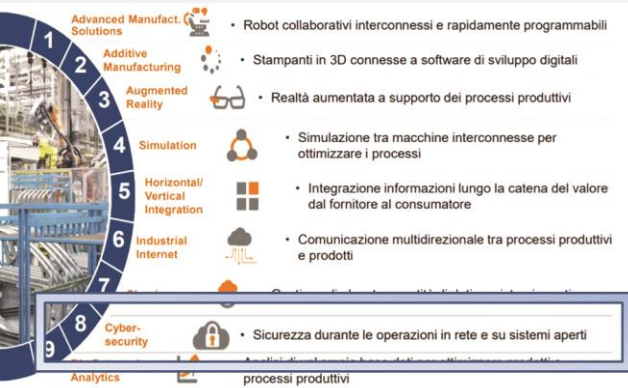 1
Advanced Manufact.
Solutions
• Robot collaborativi interconnessi e rapidamente programmabili
2
Additive
Manufacturing
• Stampanti in 3D connesse a software di sviluppo digitali
3
Augmented
Reality
• Realtà aumentata a supporto dei processi produttivi
4
Simulation
• Simulazione tra macchine interconnesse per
ottimizzare i processi
5
Horizontal/
Vertical
Integration
• Integrazione informazioni lungo la catena del valore
dal fornitore al consumatore
6
Industrial
Internet
• Comunicazione multidirezionale tra processi produttivi
e prodotti
7
8
Cyber-
security
• Sicurezza durante le operazioni in rete e su sistemi aperti
9
Analytics
processi produttivi